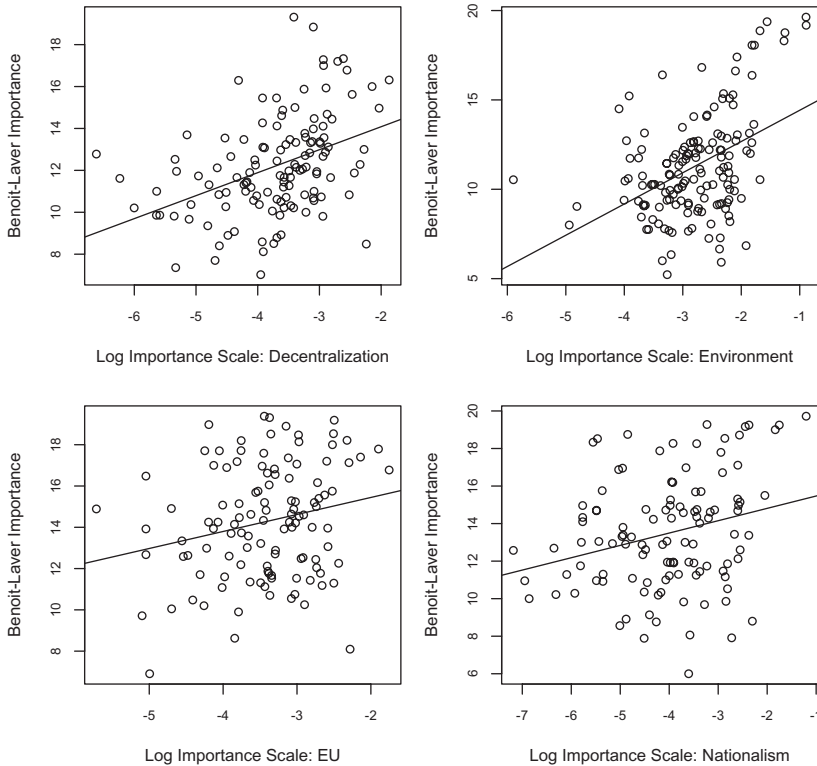 Benoit-Laver Importance
18
16
14
12
10
8
-6 -5 -4 -3 -2
Log Importance Scale: Decentralization
Benoit-Laver Importance
20
15
10
5
-6 -5 -4 -3 -2 -1
Log Importance Scale: Environment
Benoit-Laver Importance
18
16
14
12
10
8
-5 -4 -3 -2
Log Importance Scale: EU
Benoit-Laver Importance
20
18
16
14
12
10
8
6
-7 -6 -5 -4 -3 -2 -1
Log Importance Scale: Nationalism